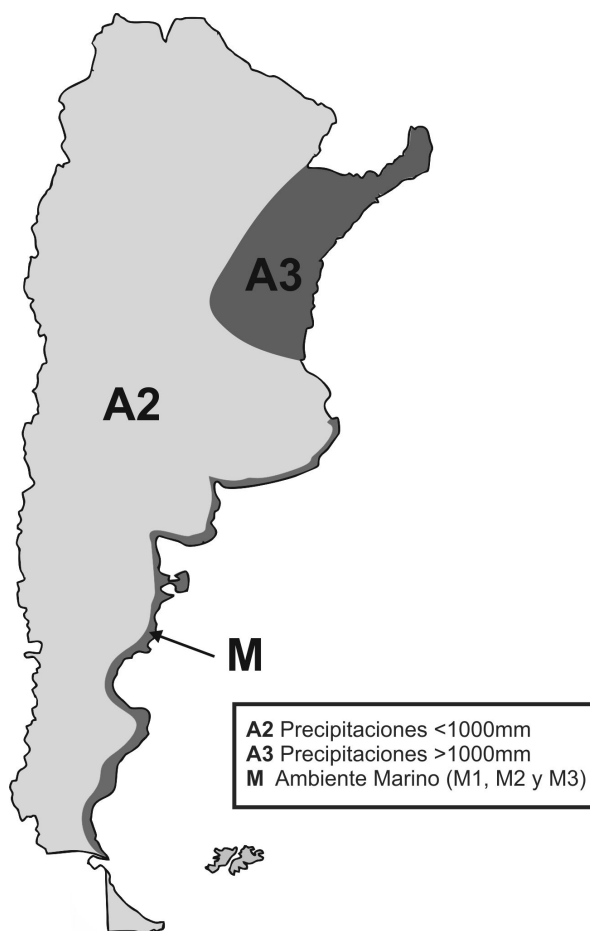 A3
A2
M
A2 Precipitaciones <1000mm
A3 Precipitaciones >1000mm
M Ambiente Marino (M1, M2 y M3)